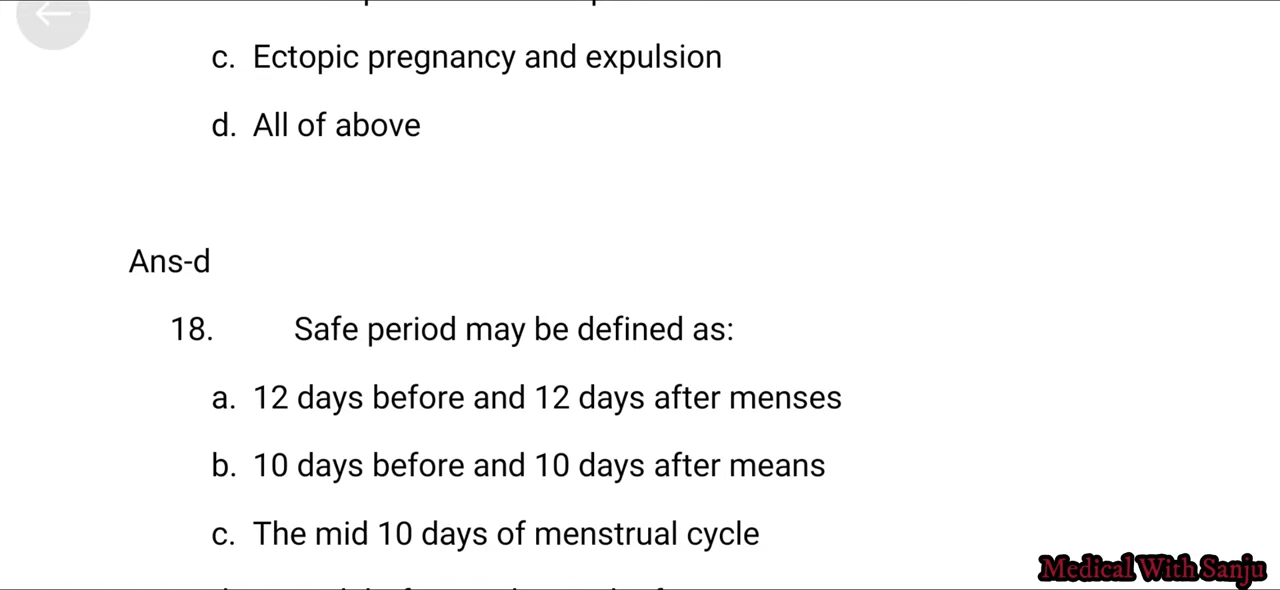 c. Ectopic pregnancy and expulsion
d. All of above
Ans-d
18. Safe period may be defined as:
a. 12 days before and 12 days after menses
b. 10 days before and 10 days after means
c. The mid 10 days of menstrual cycle
Medical With Sanju